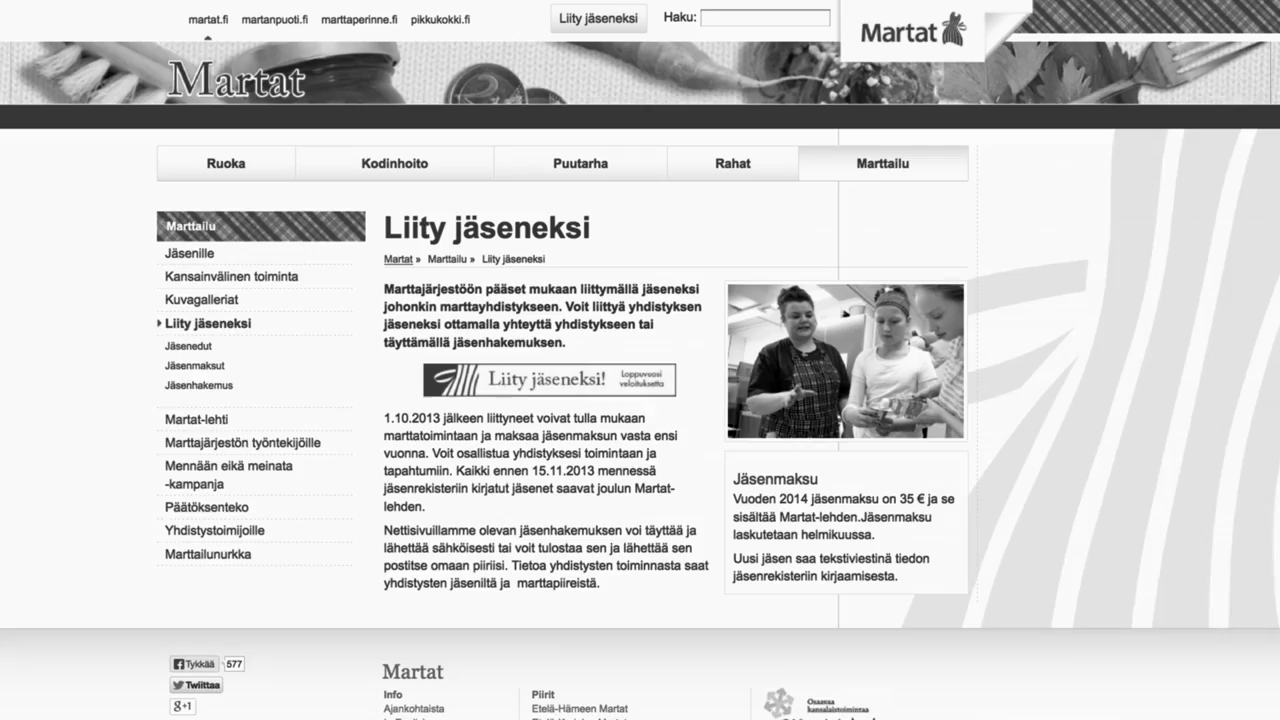 martat.fi martanpuoti.fi marttaperinne.fi pikkukokki.fi
Liity jäseneksi
Haku:
Martat
Martat
Ruoka
Kodinhoito
Puutarha
Rahat
Marttailu
Marttailu
Jäsenille
Kansainvälinen toiminta
Kuvagalleriat
Liity jäseneksi
Jäsenedut
Jäsenmaksut
Jäsenhakemus
Martat-lehti
Marttajärjestön työntekijöille
Mennään eikä meinata
-kampanja
Päätöksenteko
Yhdistystoimijoille
Marttailunurkka
Liity jäseneksi
Martat » Marttailu » Liity jäseneksi
Marttajärjestöön pääset mukaan liittymällä jäseneksi
johonkin marttayhdistykseen. Voit liittyä yhdistyksen
jäseneksi ottamalla yhteyttä yhdistykseen tai
täyttämällä jäsenhakemuksen.
Liity jäseneksi!
Loppuvuosi
veloituksetta
1.10.2013 jälkeen liittyneet voivat tulla mukaan
marttatoimintaan ja maksaa jäsenmaksun vasta ensi
vuonna. Voit osallistua yhdistyksesi toimintaan ja
tapahtumiin. Kaikki ennen 15.11.2013 mennessä
jäsenrekisteriin kirjatut jäsenet saavat joulun Martat-
lehden.
Nettisivuillamme olevan jäsenhakemuksen voi täyttää ja
lähettää sähköisesti tai voit tulostaa sen ja lähettää sen
postitse omaan piiriisi. Tietoa yhdistysten toiminnasta saat
yhdistysten jäseniltä ja marttapiireistä.
Jäsenmaksu
Vuoden 2014 jäsenmaksu on 35 € ja se
sisältää Martat-lehden.Jäsenmaksu
laskutetaan helmikuussa.
Uusi jäsen saa tekstiviestinä tiedon
jäsenrekisteriin kirjaamisesta.
Tykkää 577
Twiittaa
g+1
Martat
Info
Ajankohtaista
Piirit
Etelä-Hämeen Martat
Osaavaa
kansalaistoimintaa